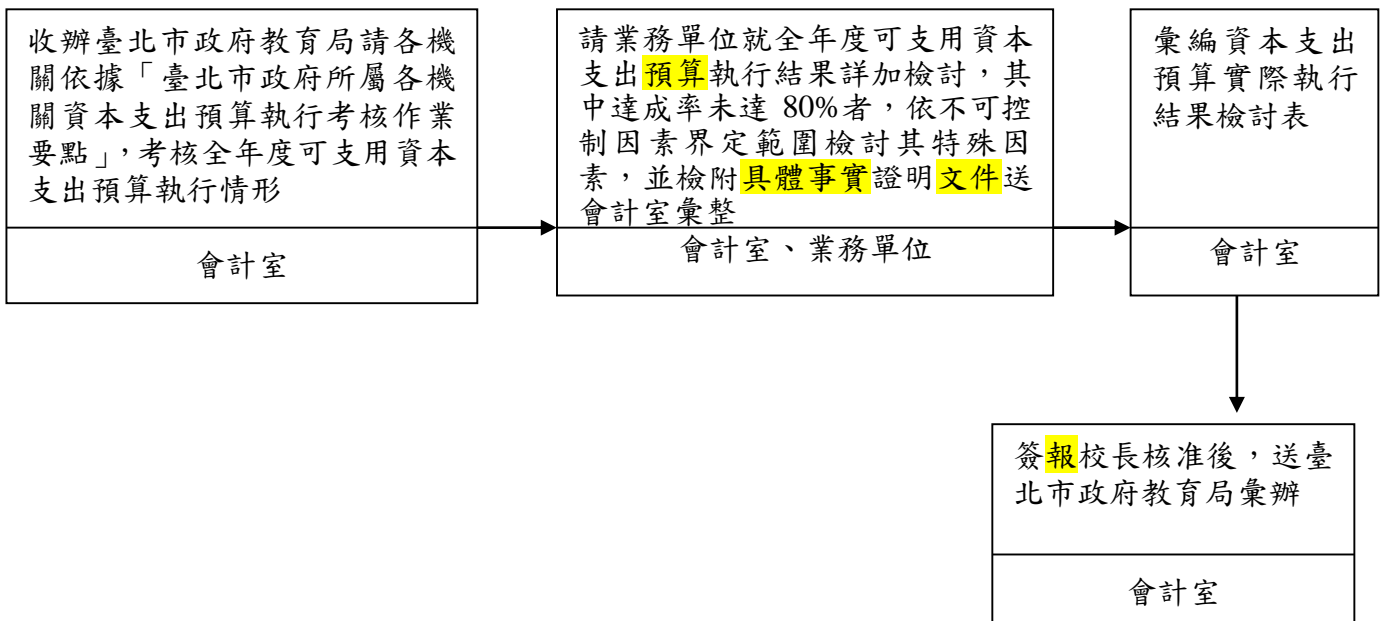 收辦臺北市政府教育局請各機
關依據「臺北市政府所屬各機
關資本支出預算執行考核作業
要點」，考核全年度可支用資本
支出預算執行情形
會計室
請業務單位就全年度可支用資本
支出預算執行結果詳加檢討，其
中達成率未達 80%者，依不可控
制因素界定範圍檢討其特殊因
素，並檢附具體事實證明文件送
會計室彙整
會計室、業務單位
彙編資本支出
預算實際執行
結果檢討表
會計室
簽報校長核准後，送臺
北市政府教育局彙辦
會計室